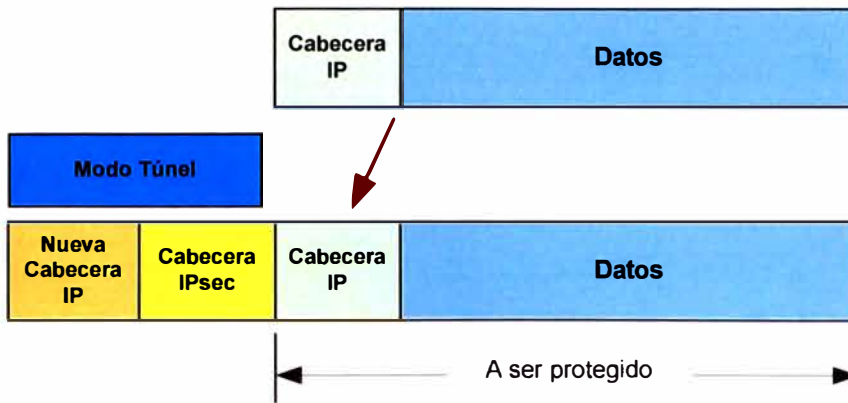 Cabecera
IP
Datos
Modo Túnel
Nueva
Cabecera
IP
Cabecera
IPsec
Cabecera
IP
Datos
A ser protegido